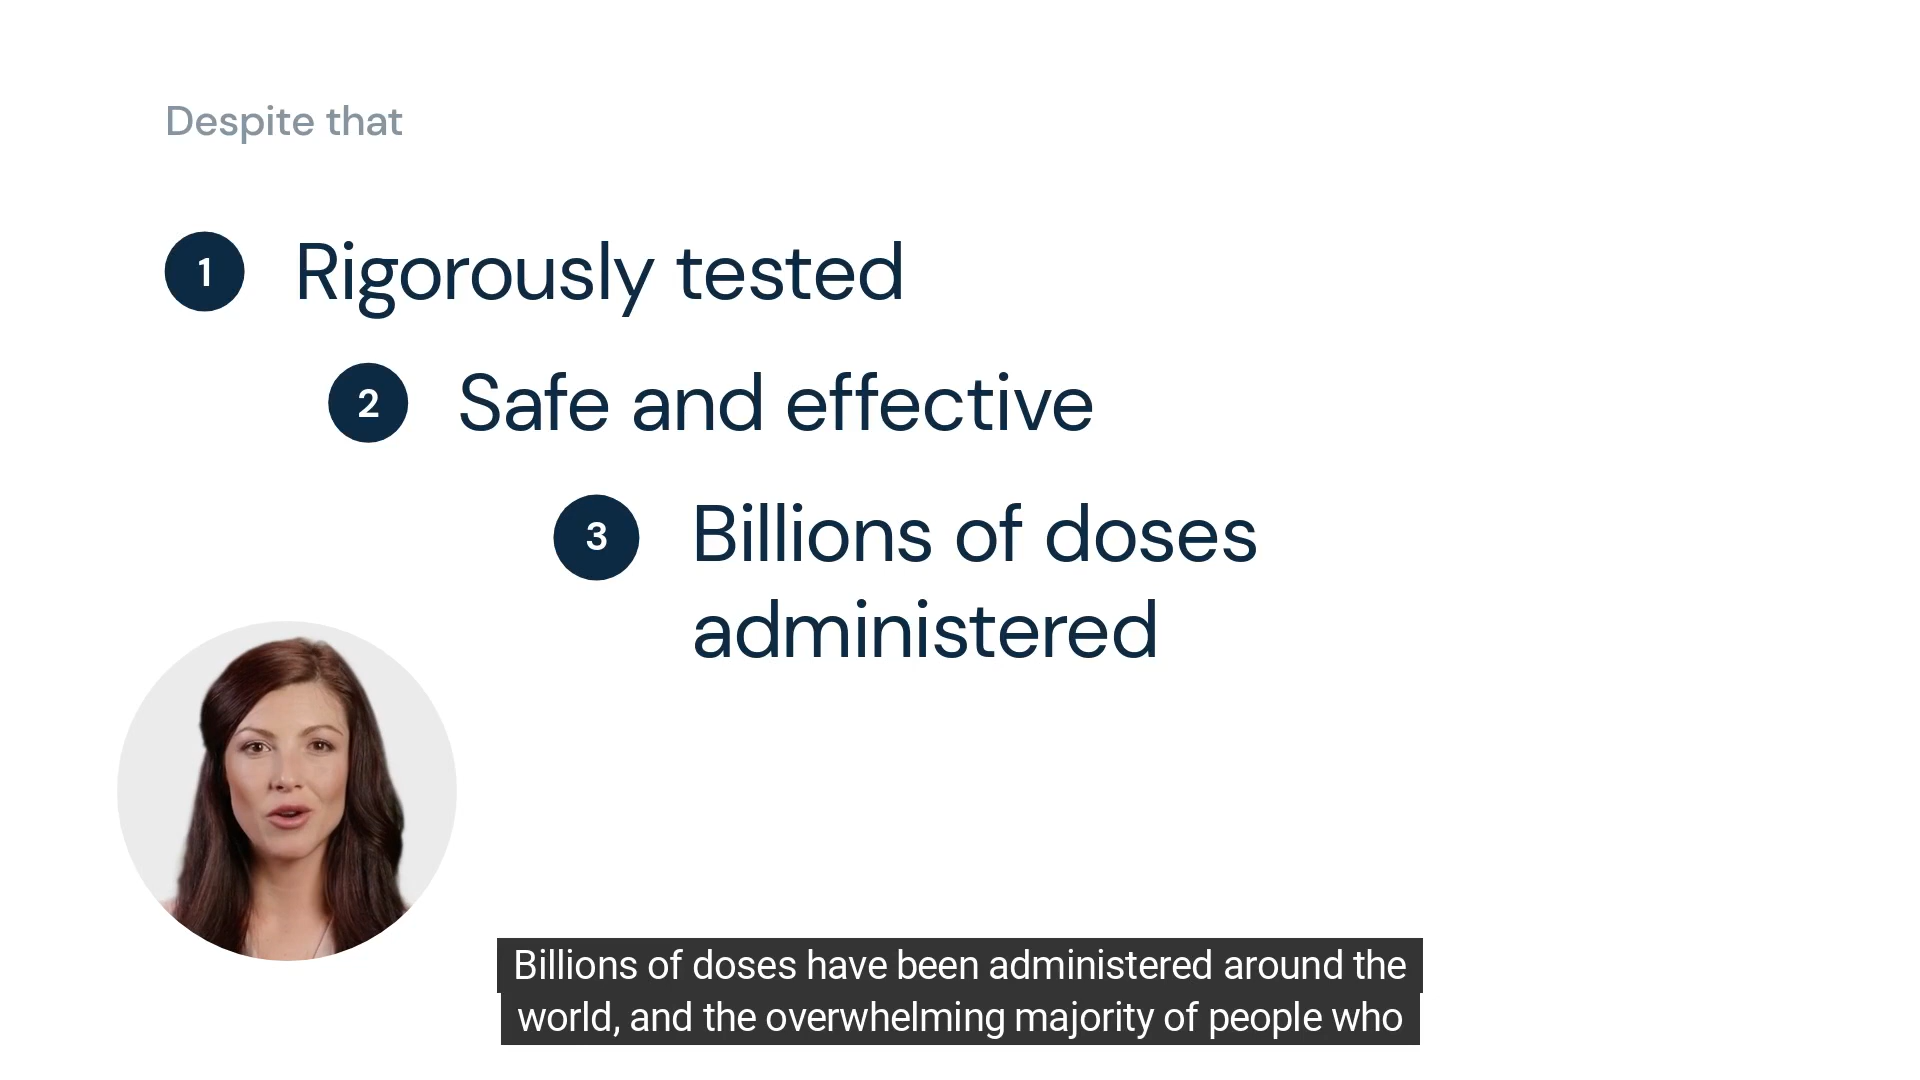 Despite that
1 Rigorously tested
2 Safe and effective
3 Billions of doses
administered
Billions of doses have been administered around the
world, and the overwhelming majority of people who